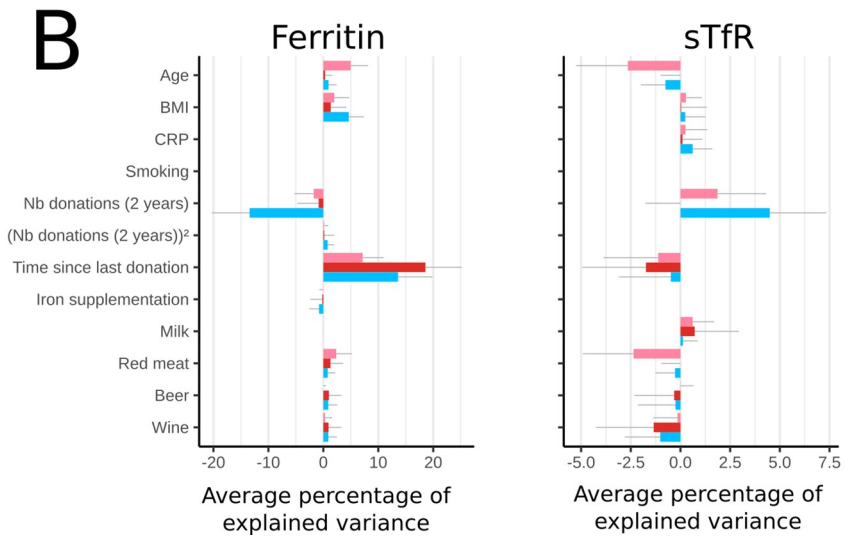 B
Ferritin
sTfR
Age
BMI
CRP
Smoking
Nb donations (2 years)
(Nb donations (2 years))²
Time since last donation
Iron supplementation
Milk
Red meat
Beer
Wine
-20 -10 0 10 20
-5.0 -2.5 0.0 2.5 5.0 7.5
Average percentage of
explained variance
Average percentage of
explained variance